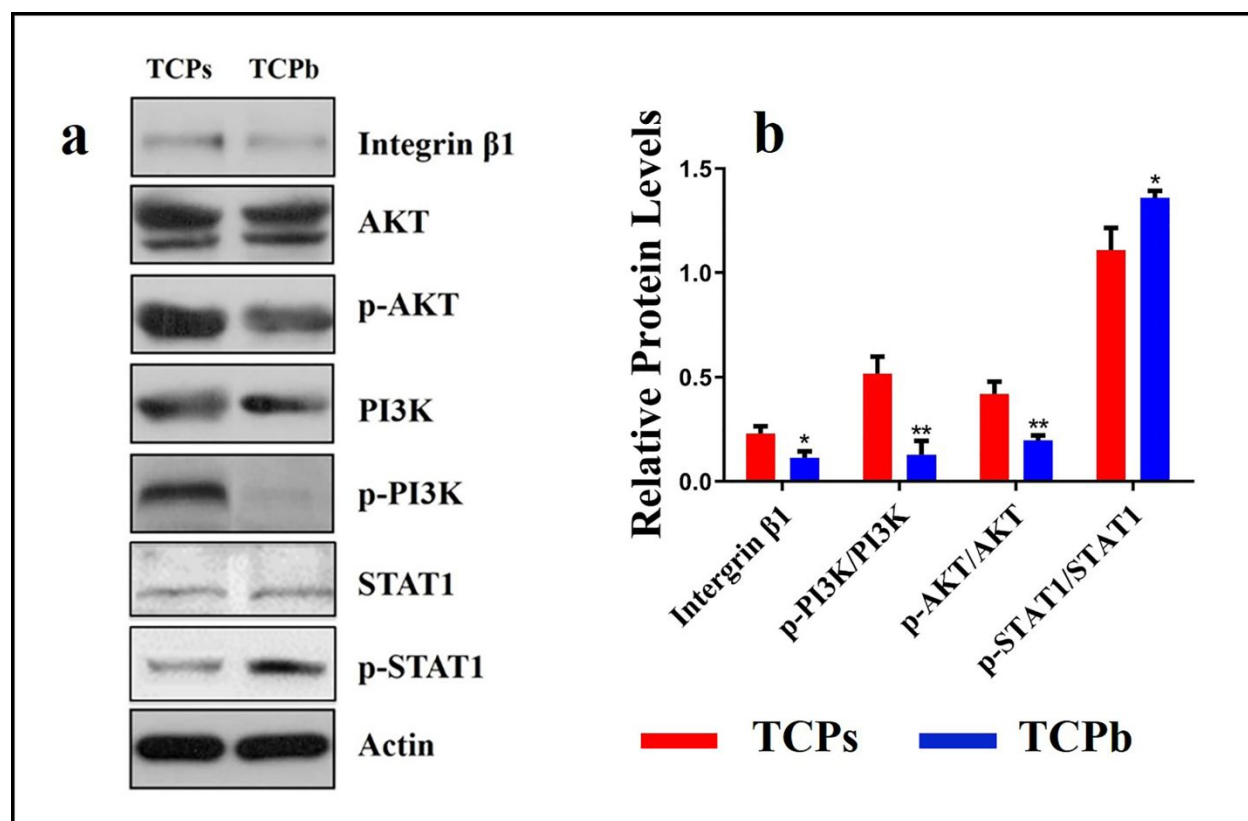 TCPs TCPb
a
Integrin β1
AKT
p-AKT
PI3K
p-PI3K
STAT1
p-STAT1
Actin
b
Relative Protein Levels
1.5
1.0
0.5
0.0
*
**
**
*
Intergrin β1
p-PI3K/PI3K
p-AKT/AKT
p-STAT1/STAT1
TCPs TCPb